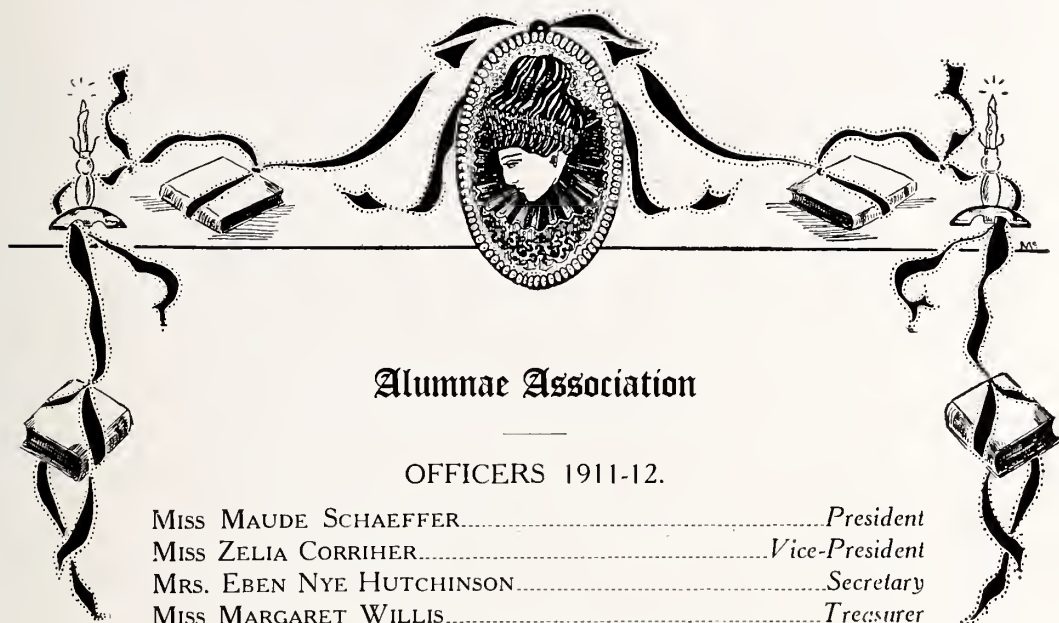 Mc
Alumnae Association
OFFICERS 1911-12.
MISS MAUDE SCHAEFFER President
MISS ZELIA CORRIHER Vice-President
MRS. EBEN NYE HUTCHINSON Secretary
MISS MARGARET WILLIS Treasurer